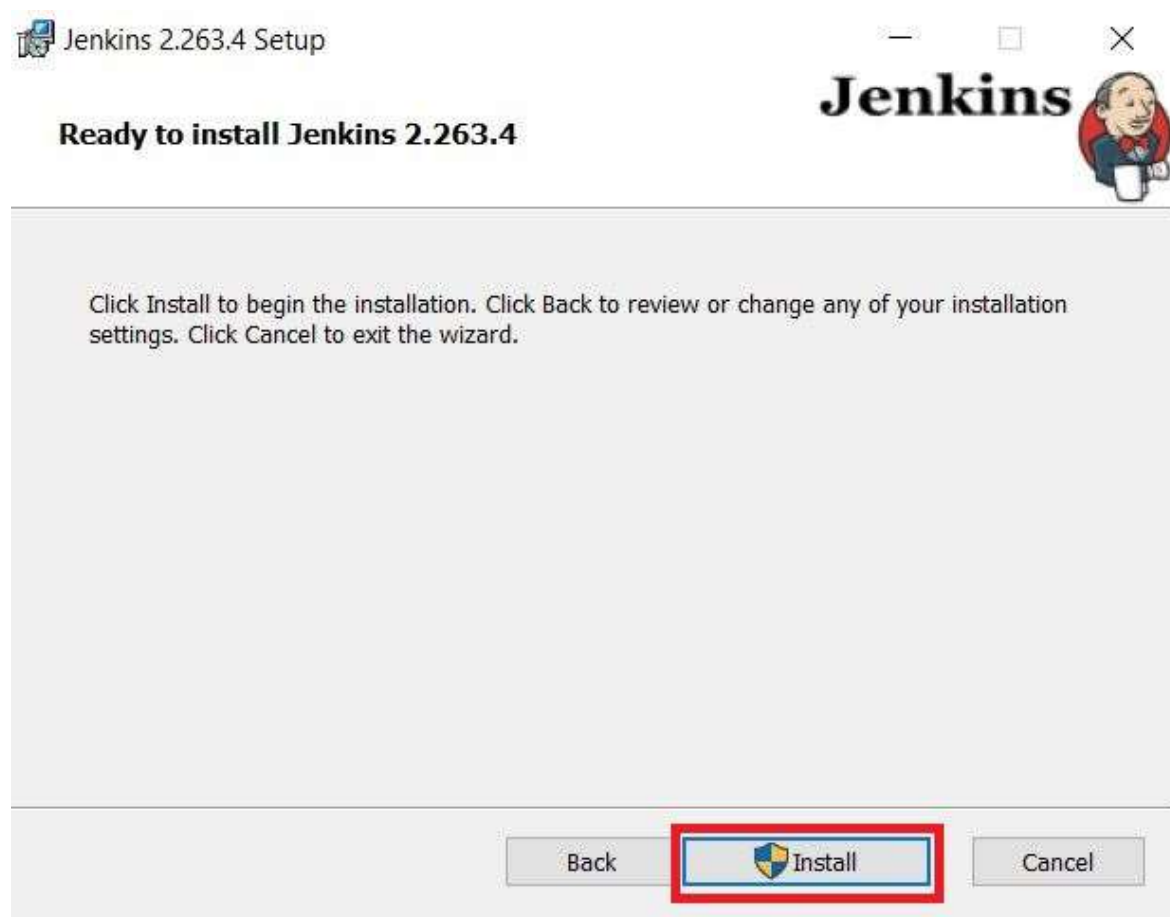 Jenkins 2.263.4 Setup
Jenkins
Ready to install Jenkins 2.263.4
Click Install to begin the installation. Click Back to review or change any of your installation
settings. Click Cancel to exit the wizard.
Back
Install
Cancel